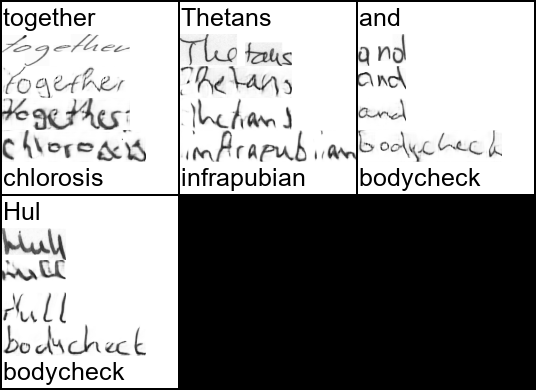 together
together
together
together
chlorosis
chlorosis
Thetans
Thetans
Thetans
Thetans
infrapubian
infrapubian
and
and
and
and
bodycheck
bodycheck
Hul
Hull
Hull
Hull
bodycheck
bodycheck